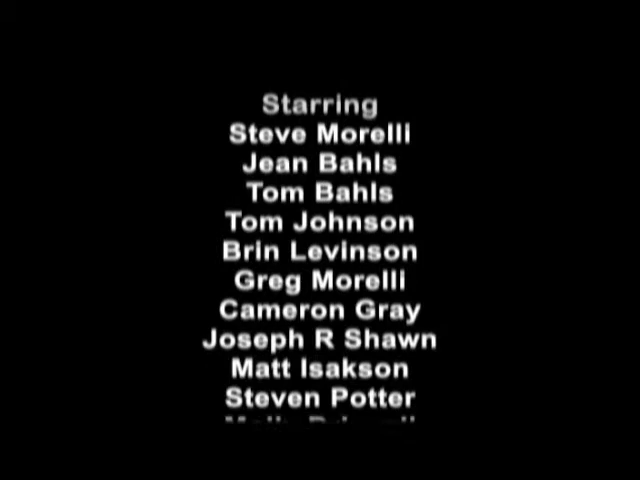 Starring
Steve Morelli
Jean Bahls
Tom Bahls
Tom Johnson
Brin Levinson
Greg Morelli
Cameron Gray
Joseph R Shawn
Matt Isakson
Steven Potter